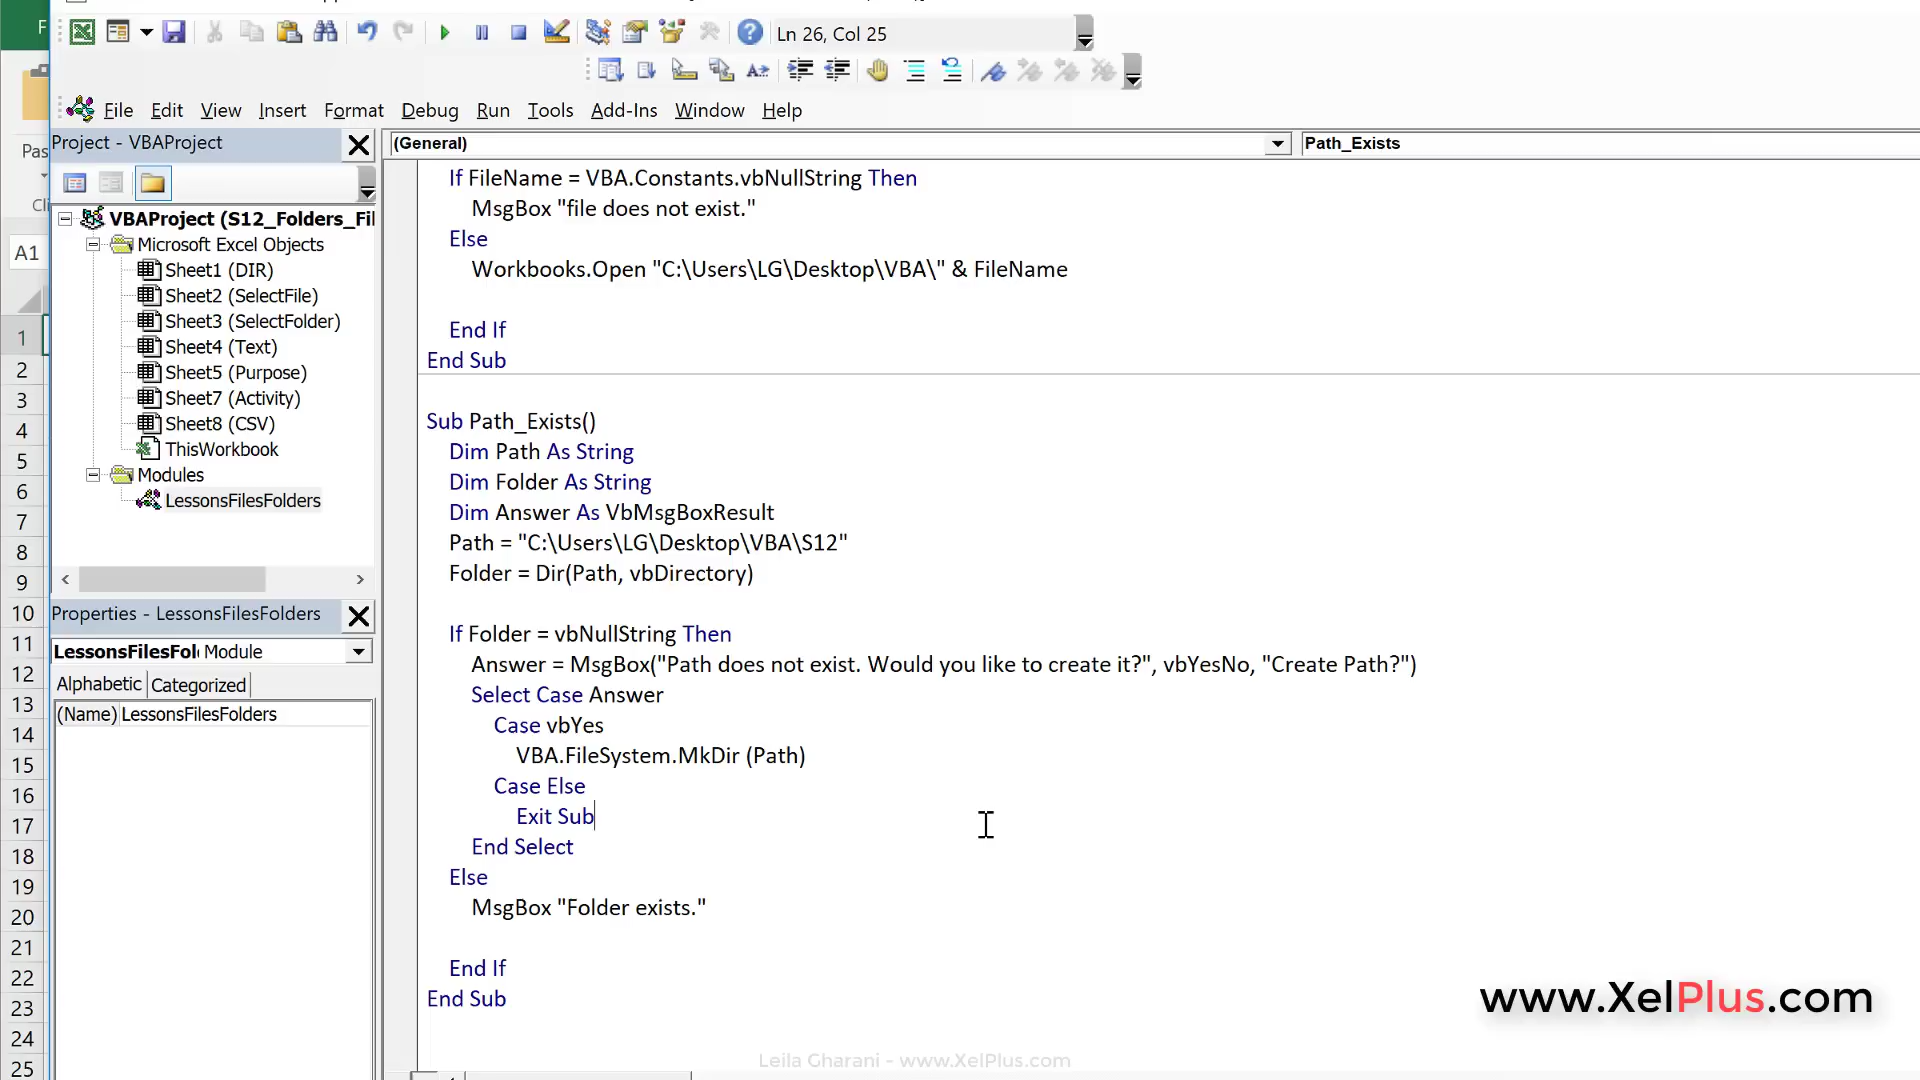 Ln 26, Col 25
File Edit View Insert Format Debug Run Tools Add-Ins Window Help
Project - VBAProject
(General)
Path_Exists
VBAProject (S12_Folders_Fil
Microsoft Excel Objects
Sheet1 (DIR)
Sheet2 (SelectFile)
Sheet3 (SelectFolder)
Sheet4 (Text)
Sheet5 (Purpose)
Sheet7 (Activity)
Sheet8 (CSV)
ThisWorkbook
Modules
LessonsFilesFolders
Properties - LessonsFilesFolders
LessonsFilesFol Module
Alphabetic Categorized
(Name) LessonsFilesFolders
F
Pas
Cli
A1
1
2
3
4
5
6
7
8
9
10
11
12
13
14
15
16
17
18
19
20
21
22
23
24
25
If FileName = VBA.Constants.vbNullString Then
MsgBox "file does not exist."
Else
Workbooks.Open "C:\Users\LG\Desktop\VBA\" & FileName
End If
End Sub
Sub Path_Exists()
Dim Path As String
Dim Folder As String
Dim Answer As VbMsgBoxResult
Path = "C:\Users\LG\Desktop\VBA\S12"
Folder = Dir(Path, vbDirectory)
If Folder = vbNullString Then
Answer = MsgBox("Path does not exist. Would you like to create it?", vbYesNo, "Create Path?")
Select Case Answer
Case vbYes
VBA.FileSystem.MkDir (Path)
Case Else
Exit Sub
End Select
Else
MsgBox "Folder exists."
End If
End Sub
www.XelPlus.com
Leila Gharani - www.XelPlus.com